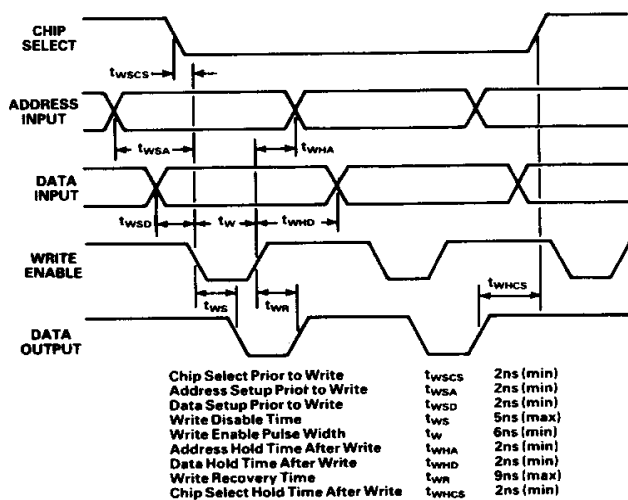 CHIP
SELECT
tWSCS
ADDRESS
INPUT
tWSA
tWHA
DATA
INPUT
tWSD
tW
tWHD
WRITE
ENABLE
tWS
tWR
tWHCS
DATA
OUTPUT
Chip Select Prior to Write tWSCS 2ns (min)
Address Setup Priot to Write tWSA 2ns (min)
Data Setup Prior to Write tWSD 2ns (min)
Write Disable Time tWS 5ns (max)
Write Enable Pulse Width tW 6ns (min)
Address Hold Time After Write tWHA 2ns (min)
Data Hold Time After Write tWHD 2ns (min)
Write Recovery Time tWR 9ns (max)
Chip Select Hold Time After Write tWHCS 2ns (min)